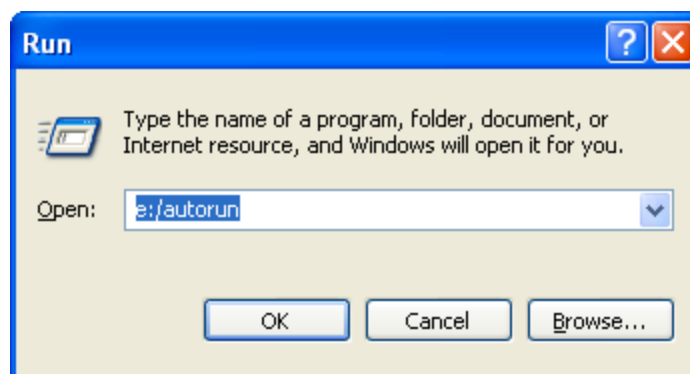 Run
Type the name of a program, folder, document, or
Internet resource, and Windows will open it for you.
Open: e:/autorun
OK Cancel Browse...